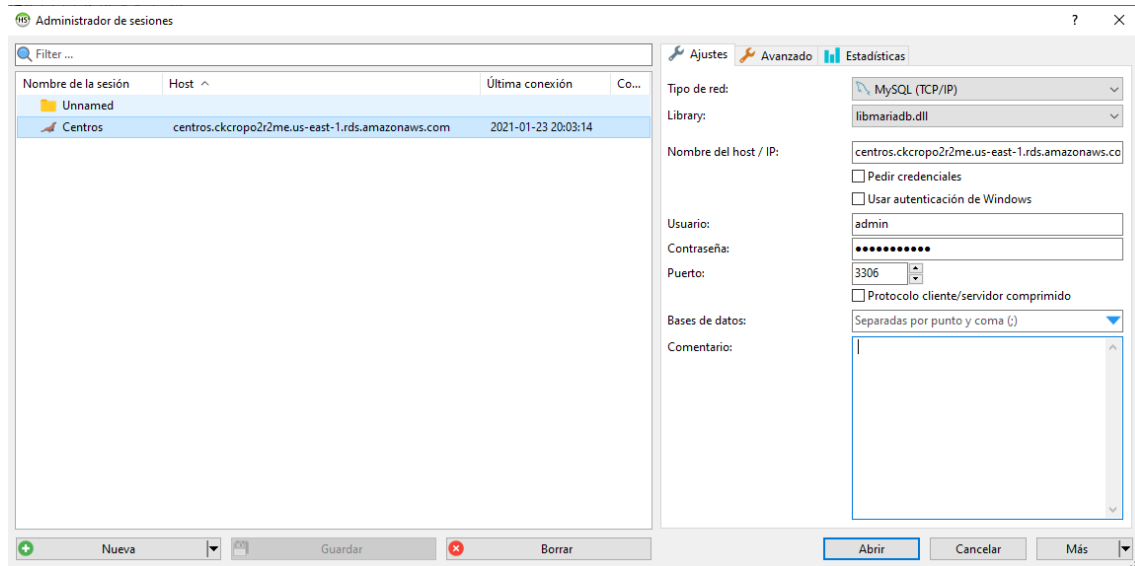 HS Administrador de sesiones ? ×
Filter ...
Nombre de la sesión Host Última conexión Co...
Unnamed
Centros centros.ckcropo2r2me.us-east-1.rds.amazonaws.com 2021-01-23 20:03:14
Nueva Guardar Borrar
Ajustes Avanzado Estadísticas
Tipo de red: MySQL (TCP/IP)
Library: libmariadb.dll
Nombre del host / IP: centros.ckcropo2r2me.us-east-1.rds.amazonaws.co
Pedir credenciales
Usar autenticación de Windows
Usuario: admin
Contraseña: ●●●●●●●●●●●
Puerto: 3306
Protocolo cliente/servidor comprimido
Bases de datos: Separadas por punto y coma (;)
Comentario:
Abrir Cancelar Más